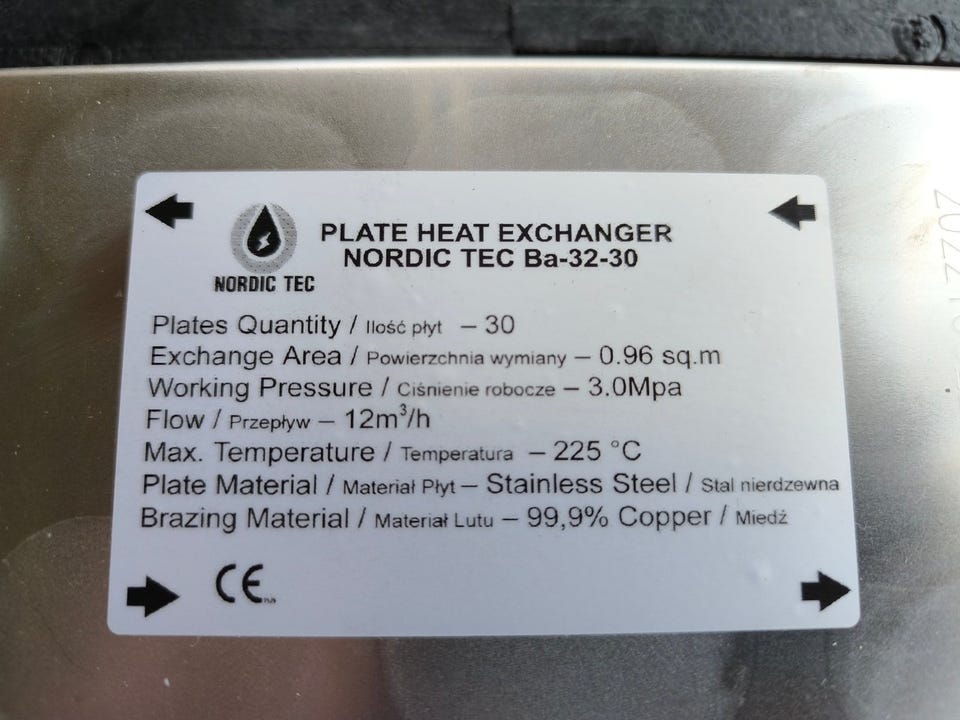 PLATE HEAT EXCHANGER
NORDIC TEC Ba-32-30
NORDIC TEC
Plates Quantity / Ilość płyt – 30
Exchange Area / Powierzchnia wymiany – 0.96 sq.m
Working Pressure / Ciśnienie robocze – 3.0Mpa
Flow / Przepływ – 12m³/h
Max. Temperature / Temperatura – 225 °C
Plate Material / Materiał Płyt – Stainless Steel / Stal nierdzewna
Brazing Material / Materiał Lutu – 99,9% Copper / Miedź
CE